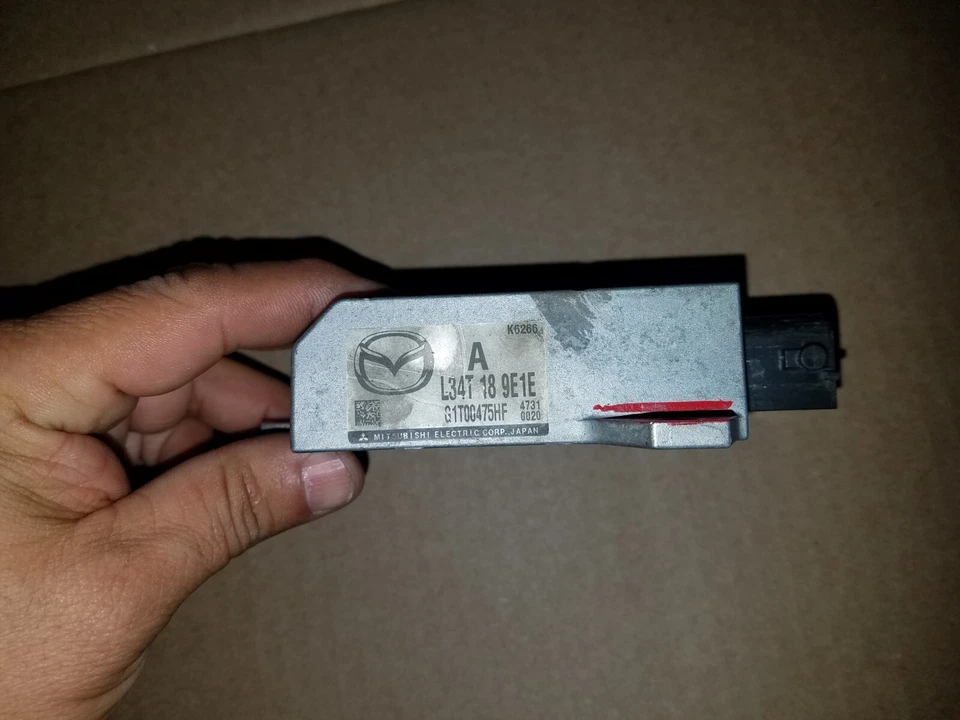 K6266
A
L34T 18 9E1E
G1T00475HF 4731
0020
MITSUBISHI ELECTRIC CORP. JAPAN